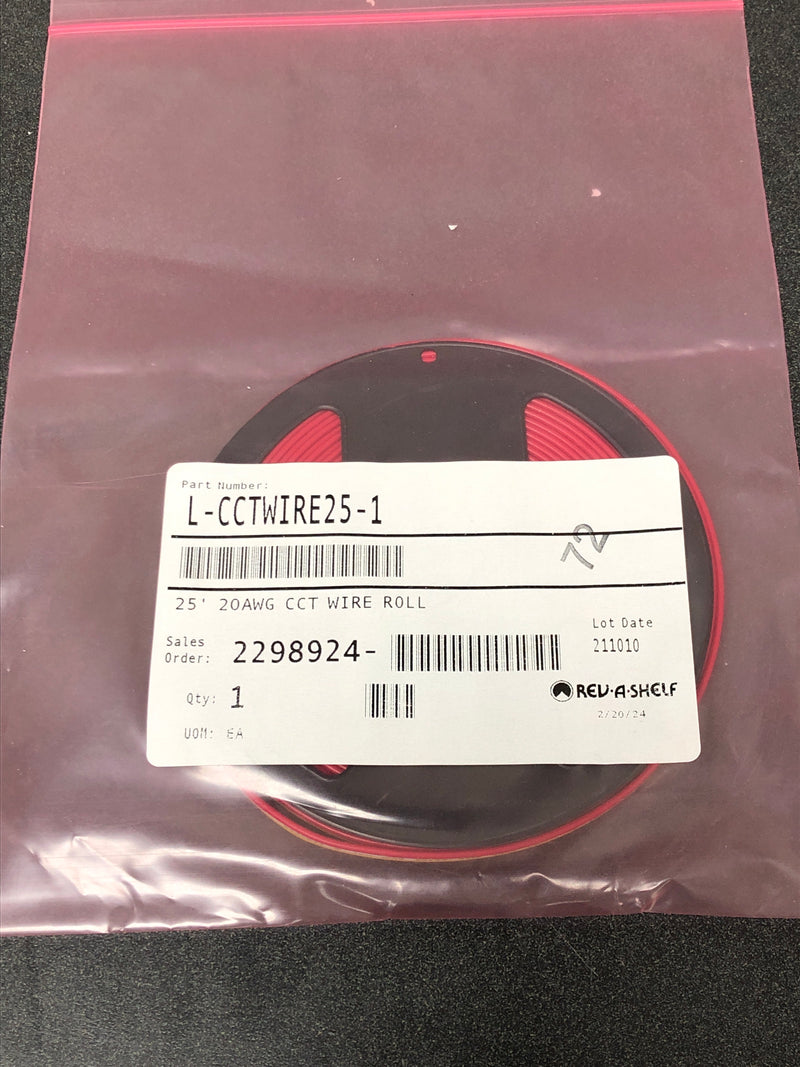 Part Number:
L-CCTWIRE25-1
72
25' 20AWG CCT WIRE ROLL
Lot Date
Sales
Order: 2298924-
211010
Qty: 1
REV·A·SHELF
2/20/24
UOM: EA